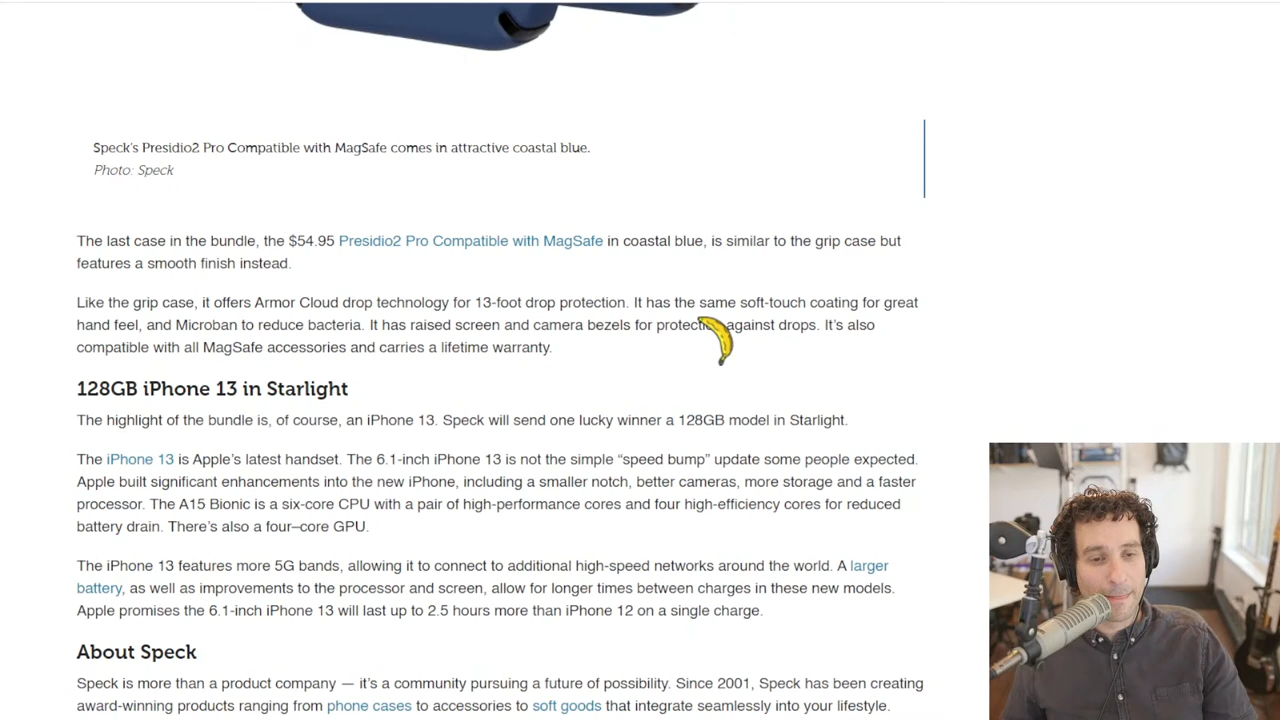 Speck's Presidio2 Pro Compatible with MagSafe comes in attractive coastal blue.
Photo: Speck
The last case in the bundle, the $54.95 Presidio2 Pro Compatible with MagSafe in coastal blue, is similar to the grip case but
features a smooth finish instead.
Like the grip case, it offers Armor Cloud drop technology for 13-foot drop protection. It has the same soft-touch coating for great
hand feel, and Microban to reduce bacteria. It has raised screen and camera bezels for against drops. It's also
compatible with all MagSafe accessories and carries a lifetime warranty.
128GB iPhone 13 in Starlight
The highlight of the bundle is, of course, an iPhone 13. Speck will send one lucky winner a 128GB model in Starlight.
The iPhone 13 is Apple's latest handset. The 6.1-inch iPhone 13 is not the simple “speed bump” update some people expected.
Apple built significant enhancements into the new iPhone, including a smaller notch, better cameras, more storage and a faster
processor. The A15 Bionic is a six-core CPU with a pair of high-performance cores and four high-efficiency cores for reduced
battery drain. There's also a four–core GPU.
The iPhone 13 features more 5G bands, allowing it to connect to additional high-speed networks around the world. A larger
battery, as well as improvements to the processor and screen, allow for longer times between charges in these new models.
Apple promises the 6.1-inch iPhone 13 will last up to 2.5 hours more than iPhone 12 on a single charge.
About Speck
Speck is more than a product company — it's a community pursuing a future of possibility. Since 2001, Speck has been creating
award-winning products ranging from phone cases to accessories to soft goods that integrate seamlessly into your lifestyle.